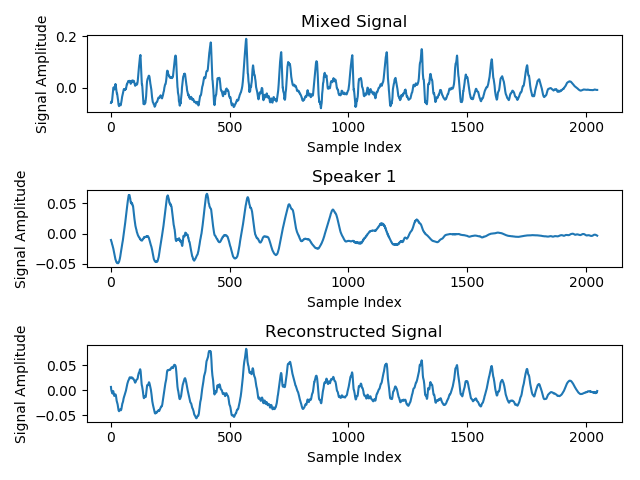 Mixed Signal
Signal Amplitude
0.2
0.0
0 500 1000 1500 2000
Sample Index
Speaker 1
Signal Amplitude
0.05
0.00
−0.05
0 500 1000 1500 2000
Sample Index
Reconstructed Signal
Signal Amplitude
0.05
0.00
−0.05
0 500 1000 1500 2000
Sample Index